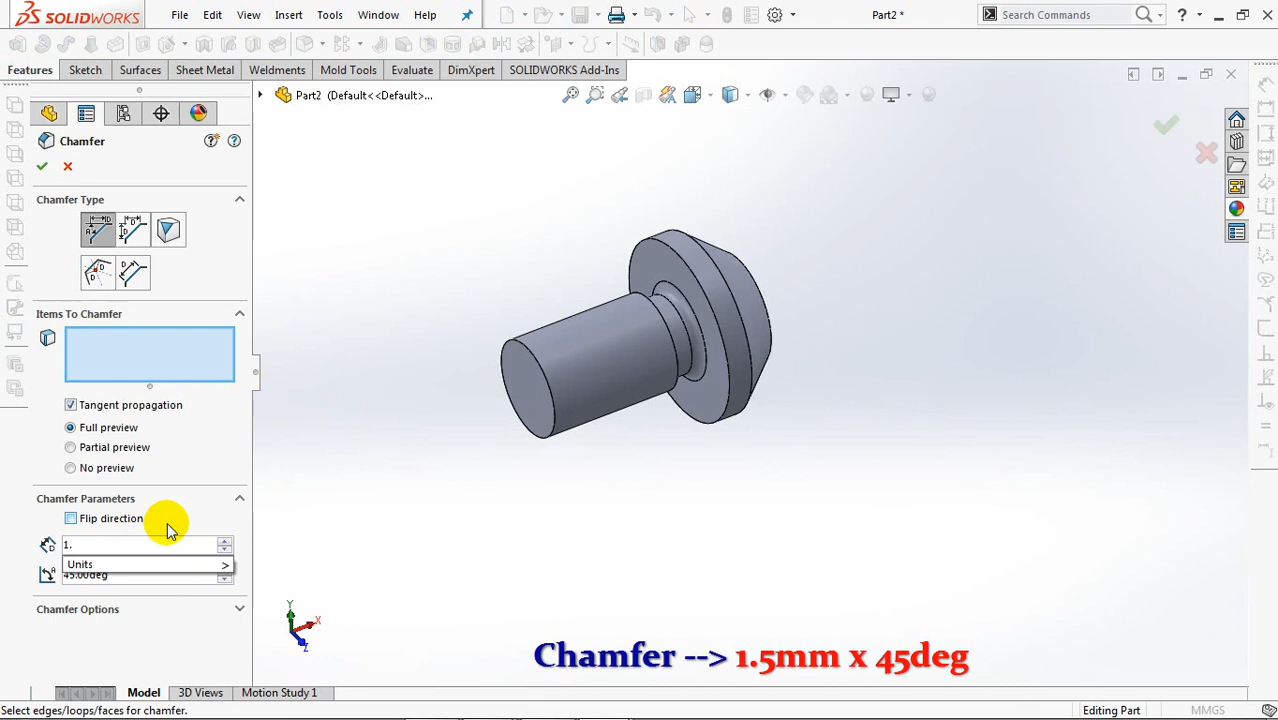 SOLIDWORKS
File
Edit
View
Insert
Tools
Window
Help
Part2 *
Search Commands
Features
Sketch
Surfaces
Sheet Metal
Weldments
Mold Tools
Evaluate
DimXpert
SOLIDWORKS Add-Ins
Part2 (Default<<Default>...
Chamfer
Chamfer Type
Items To Chamfer
Tangent propagation
Full preview
Partial preview
No preview
Chamfer Parameters
Flip direction
1.
Units >
45.00deg
Chamfer Options
Y
X
Z
Chamfer --> 1.5mm x 45deg
Model
3D Views
Motion Study 1
Select edges/loops/faces for chamfer.
Editing Part
MMGS